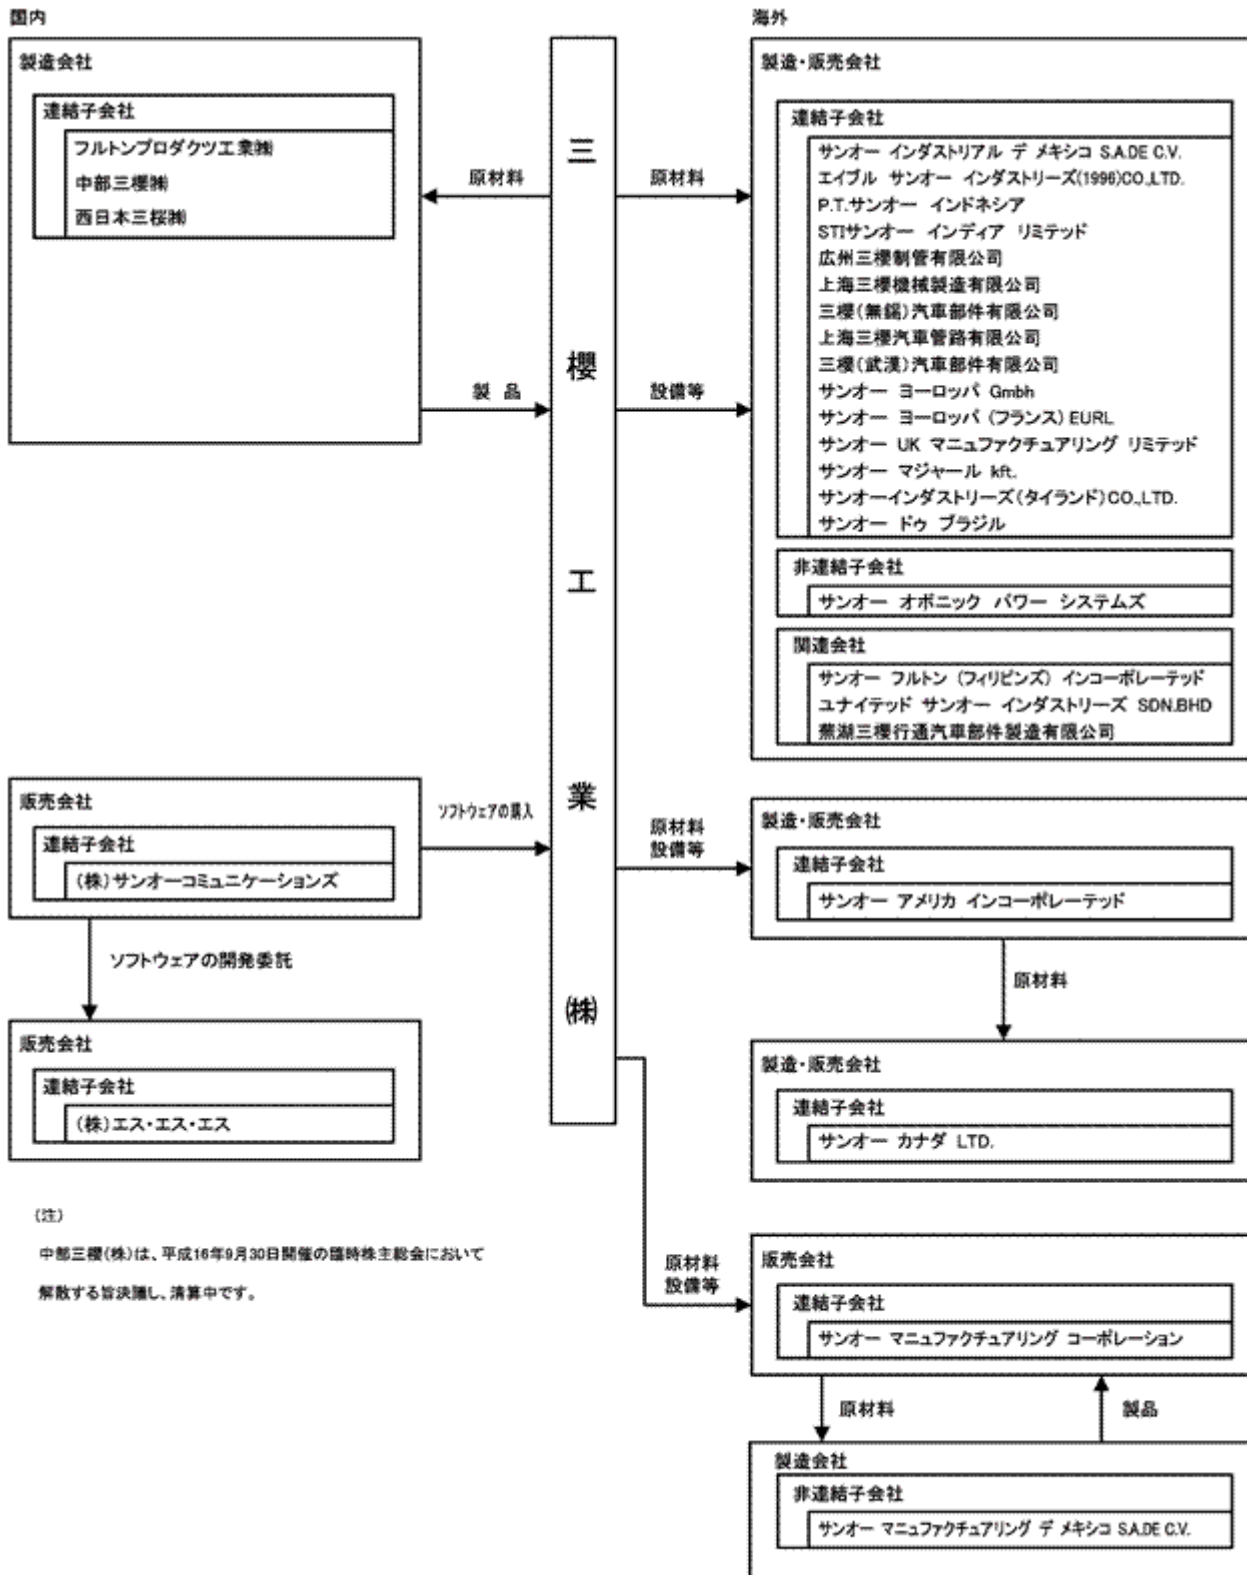 国内
製造会社
連結子会社
フルトンプロダクツ工業㈱
中部三櫻㈱
西日本三桜㈱
原材料
製 品
販売会社
連結子会社
(株)サンオーコミュニケーションズ
ソフトウェアの購入
ソフトウェアの開発委託
販売会社
連結子会社
(株)エス・エス・エス
(注)
中部三櫻(株)は、平成16年9月30日開催の臨時株主総会において
解散する旨決議し、清算中です。
三
櫻
工
業
㈱
海外
原材料
設備等
製造・販売会社
連結子会社
サンオー インダストリアル デ メキシコ S.A.DE C.V.
エイブル サンオー インダストリーズ(1996)CO.,LTD.
P.T.サンオー インドネシア
STIサンオー インディア リミテッド
広州三櫻制管有限公司
上海三櫻機械製造有限公司
三櫻(無錫)汽車部件有限公司
上海三櫻汽車管路有限公司
三櫻(武漢)汽車部件有限公司
サンオー ヨーロッパ Gmbh
サンオー ヨーロッパ (フランス) EURL
サンオー UK マニュファクチュアリング リミテッド
サンオー マジャール kft.
サンオーインダストリーズ(タイランド)CO.,LTD.
サンオー ドゥ ブラジル
非連結子会社
サンオー オボニック パワー システムズ
関連会社
サンオー フルトン (フィリピンズ) インコーポレーテッド
ユナイテッド サンオー インダストリーズ SDN.BHD
蕪湖三櫻行通汽車部件製造有限公司
原材料
設備等
製造・販売会社
連結子会社
サンオー アメリカ インコーポレーテッド
原材料
製造・販売会社
連結子会社
サンオー カナダ LTD.
原材料
設備等
販売会社
連結子会社
サンオー マニュファクチュアリング コーポレーション
原材料
製品
製造会社
非連結子会社
サンオー マニュファクチュアリング デ メキシコ S.A.DE C.V.